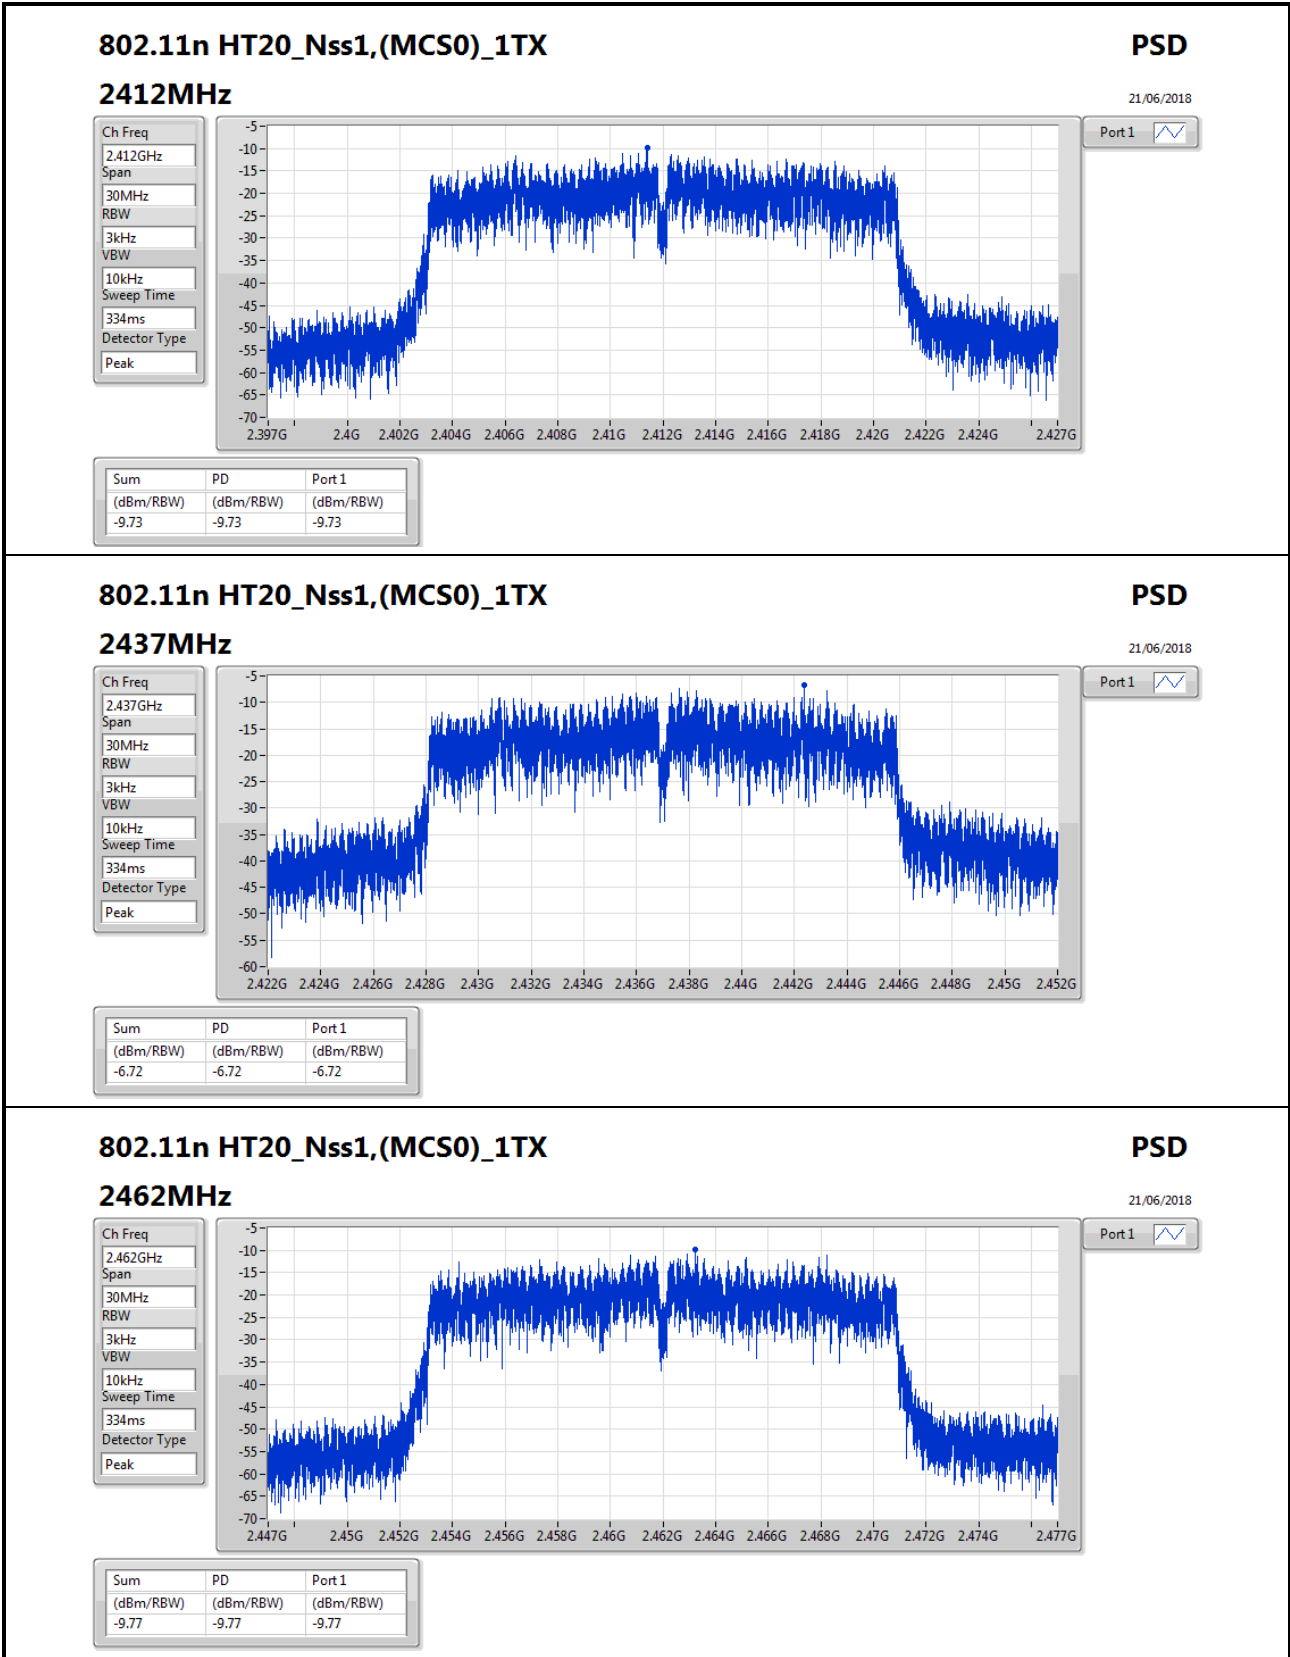 802.11n HT20_Nss1,(MCS0)_1TX PSD
2412MHz 21/06/2018
Ch Freq
2.412GHz
Span
30MHz
RBW
3kHz
VBW
10kHz
Sweep Time
334ms
Detector Type
Peak
-5
-10
-15
-20
-25
-30
-35
-40
-45
-50
-55
-60
-65
-70
2.397G 2.4G 2.402G 2.404G 2.406G 2.408G 2.41G 2.412G 2.414G 2.416G 2.418G 2.42G 2.422G 2.424G 2.427G
Port 1
Sum PD Port 1
(dBm/RBW) (dBm/RBW) (dBm/RBW)
-9.73 -9.73 -9.73
802.11n HT20_Nss1,(MCS0)_1TX PSD
2437MHz 21/06/2018
Ch Freq
2.437GHz
Span
30MHz
RBW
3kHz
VBW
10kHz
Sweep Time
334ms
Detector Type
Peak
-5
-10
-15
-20
-25
-30
-35
-40
-45
-50
-55
-60
2.422G 2.424G 2.426G 2.428G 2.43G 2.432G 2.434G 2.436G 2.438G 2.44G 2.442G 2.444G 2.446G 2.448G 2.45G 2.452G
Port 1
Sum PD Port 1
(dBm/RBW) (dBm/RBW) (dBm/RBW)
-6.72 -6.72 -6.72
802.11n HT20_Nss1,(MCS0)_1TX PSD
2462MHz 21/06/2018
Ch Freq
2.462GHz
Span
30MHz
RBW
3kHz
VBW
10kHz
Sweep Time
334ms
Detector Type
Peak
-5
-10
-15
-20
-25
-30
-35
-40
-45
-50
-55
-60
-65
-70
2.447G 2.45G 2.452G 2.454G 2.456G 2.458G 2.46G 2.462G 2.464G 2.466G 2.468G 2.47G 2.472G 2.474G 2.477G
Port 1
Sum PD Port 1
(dBm/RBW) (dBm/RBW) (dBm/RBW)
-9.77 -9.77 -9.77